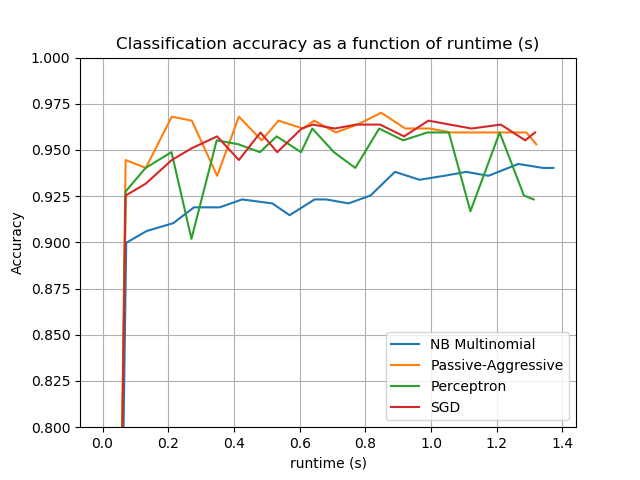 Classification accuracy as a function of runtime (s)
Accuracy
1.000
0.975
0.950
0.925
0.900
0.875
0.850
0.825
0.800
NB Multinomial
Passive-Aggressive
Perceptron
SGD
0.0 0.2 0.4 0.6 0.8 1.0 1.2 1.4
runtime (s)